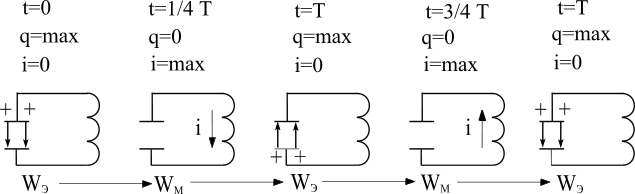 t=0 t=1/4 T t=T t=3/4 T t=T
q=max q=0 q=max q=0 q=max
i=0 i=max i=0 i=max i=0
+ + + +
i i
+ +
Wэ Wм Wэ Wм Wэ